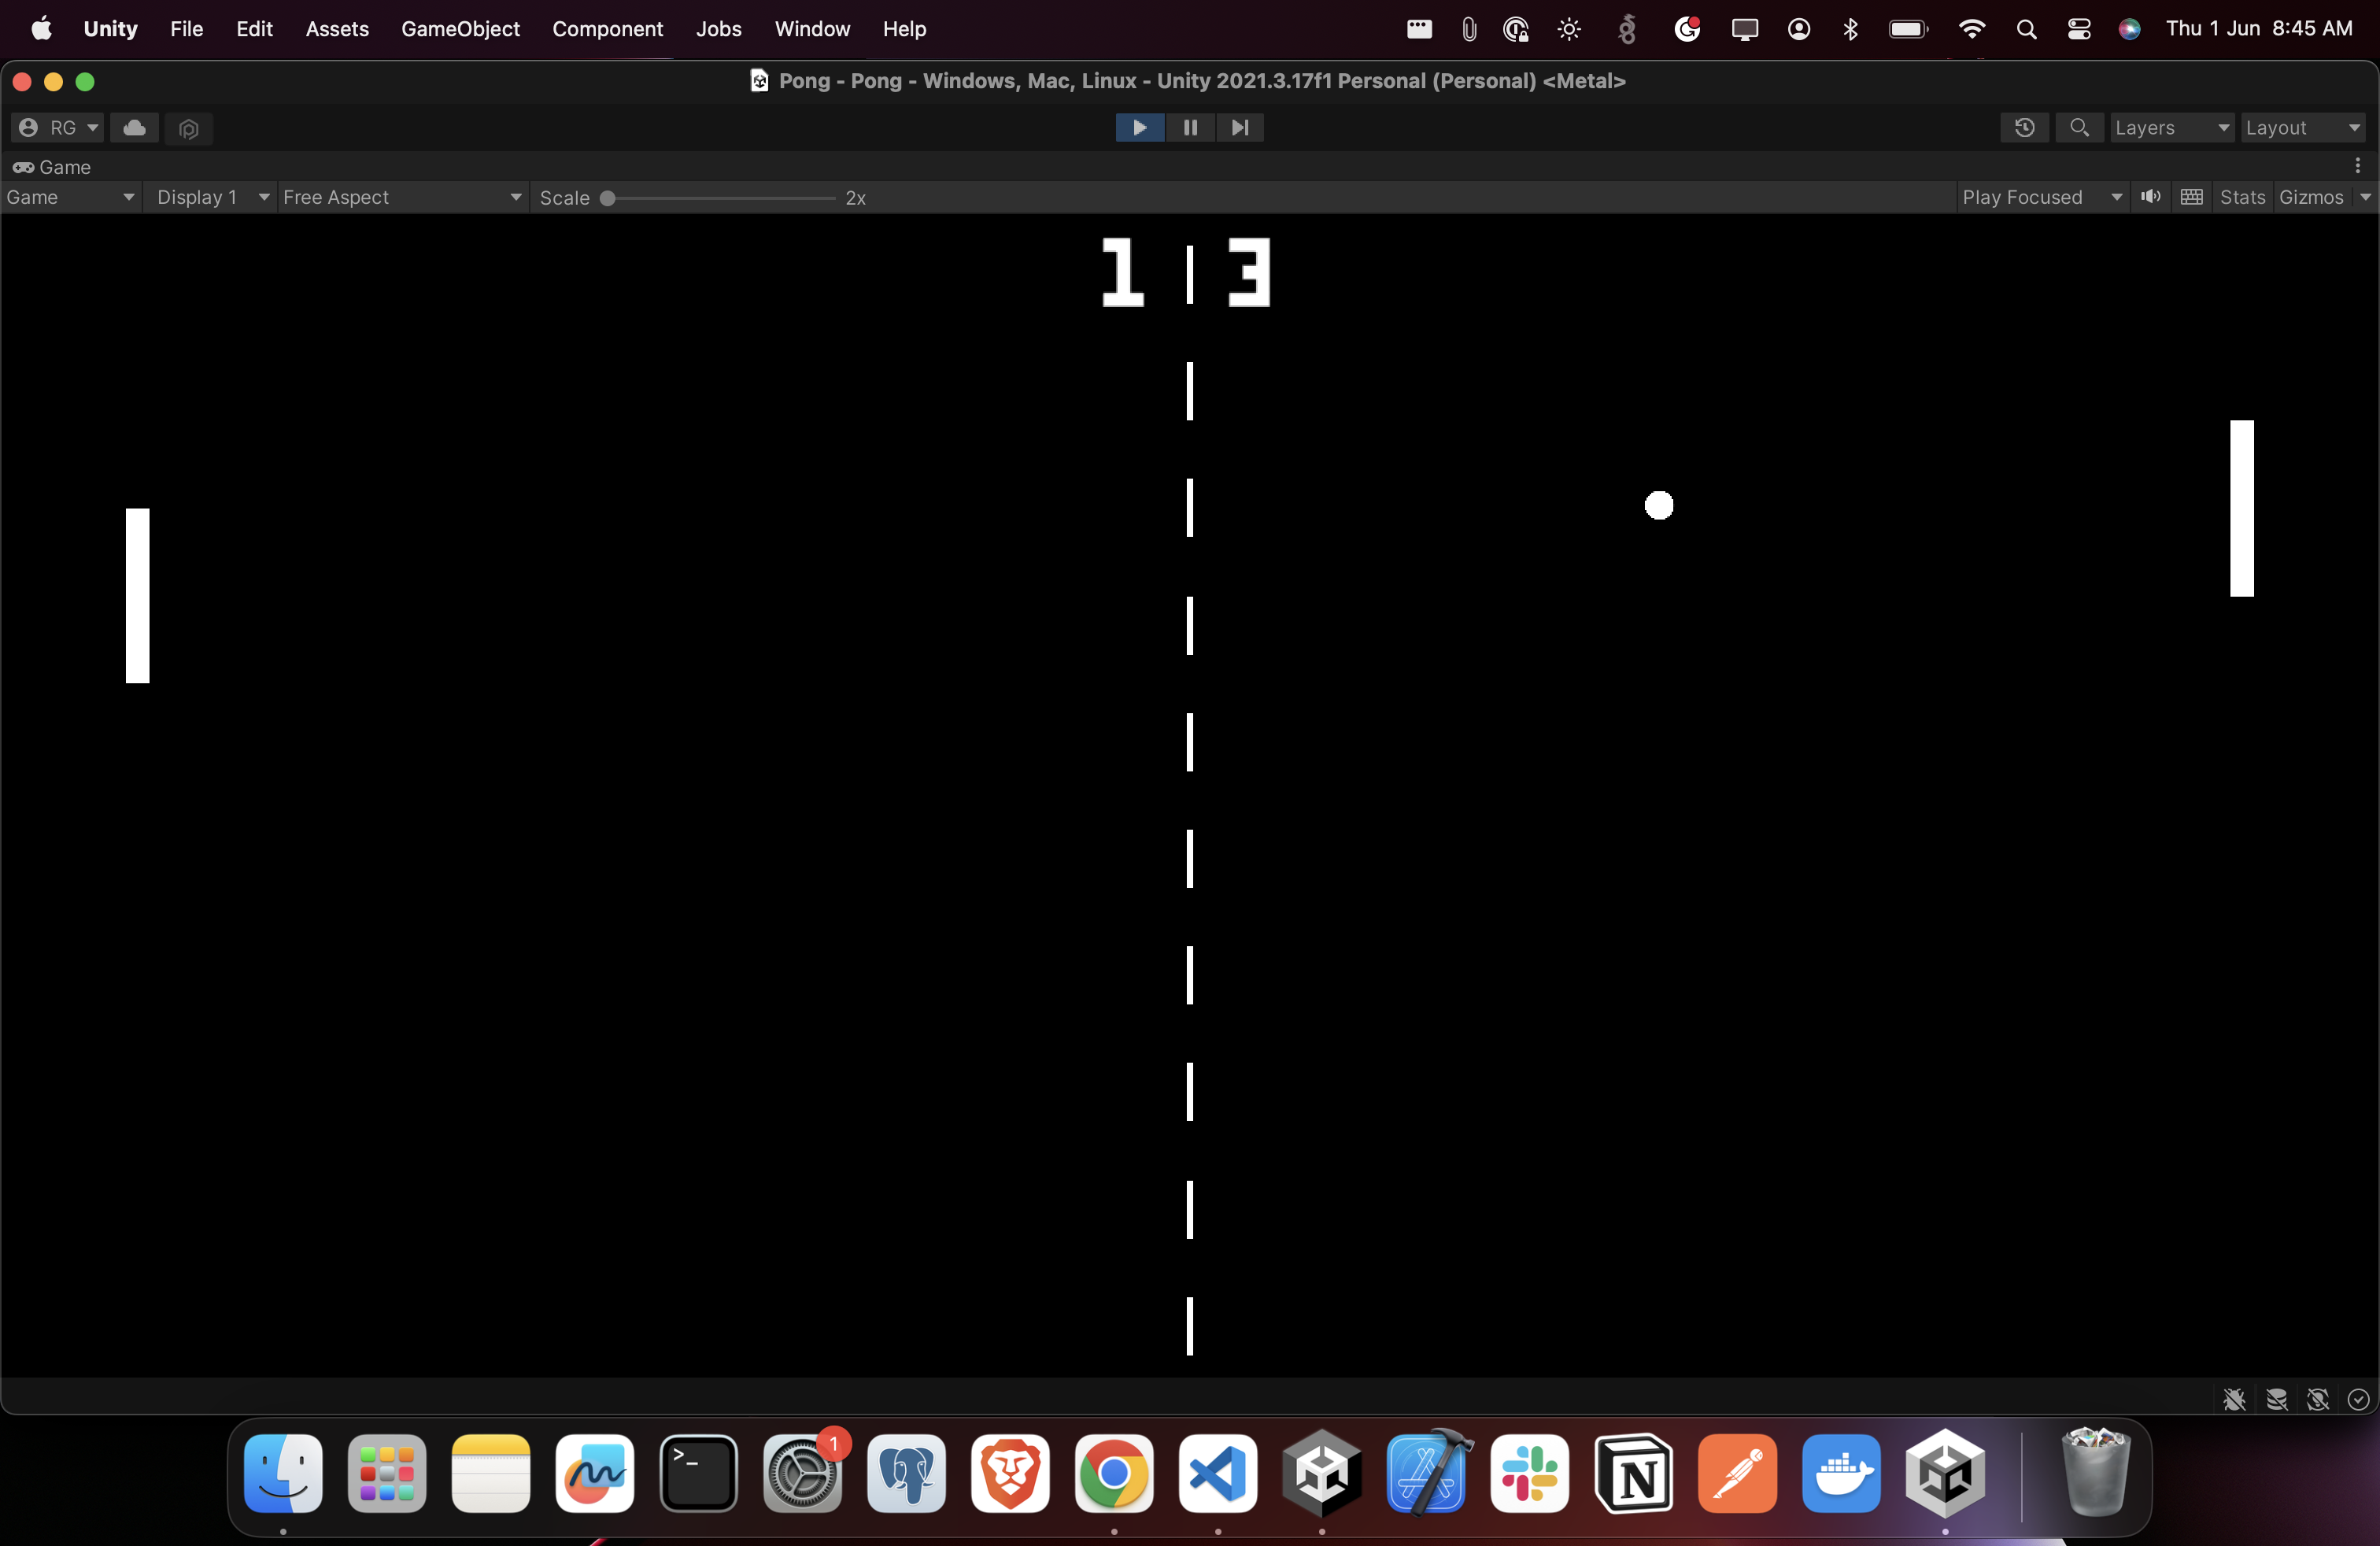 Unity File Edit Assets GameObject Component Jobs Window Help Thu 1 Jun 8:45 AM
Pong - Pong - Windows, Mac, Linux - Unity 2021.3.17f1 Personal (Personal) <Metal>
RG Layers Layout
Game
Game Display 1 Free Aspect Scale 2x Play Focused Stats Gizmos
1 3
>_ 1 N